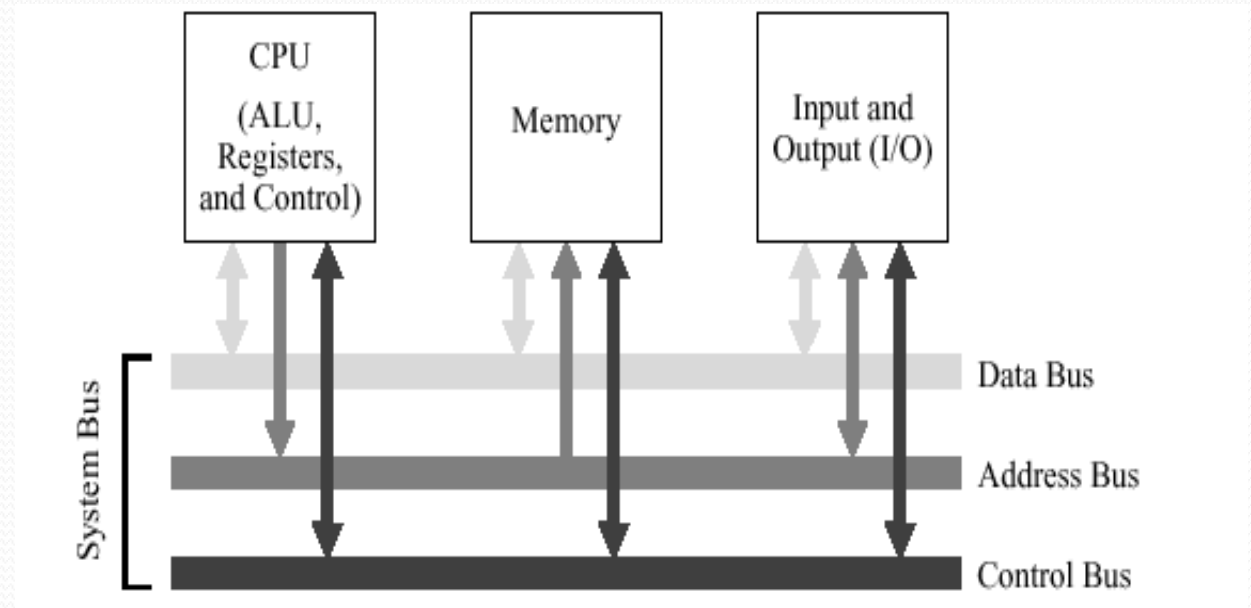 CPU
(ALU,
Registers,
and Control)
Memory
Input and
Output (I/O)
System Bus
Data Bus
Address Bus
Control Bus